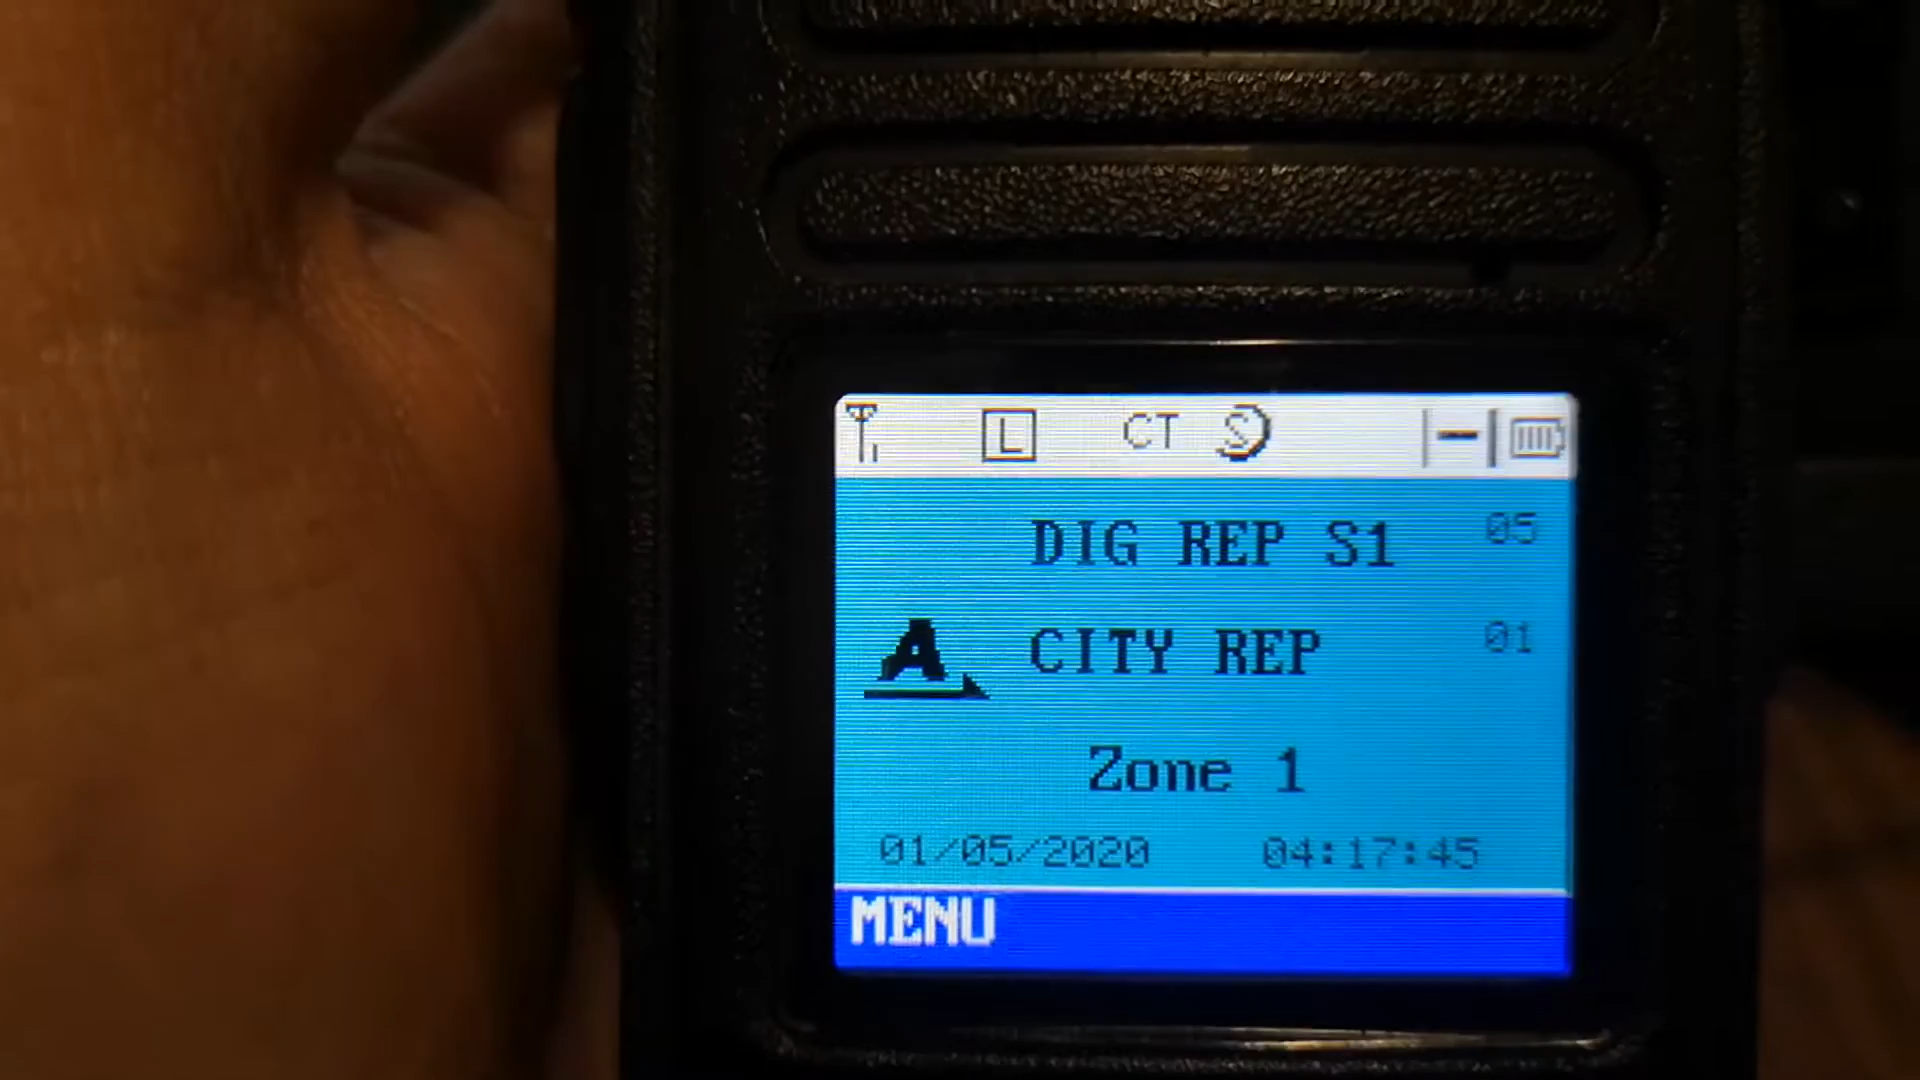 L CT S
DIG REP S1 05
A CITY REP 01
Zone 1
01/05/2020 04:17:45
MENU